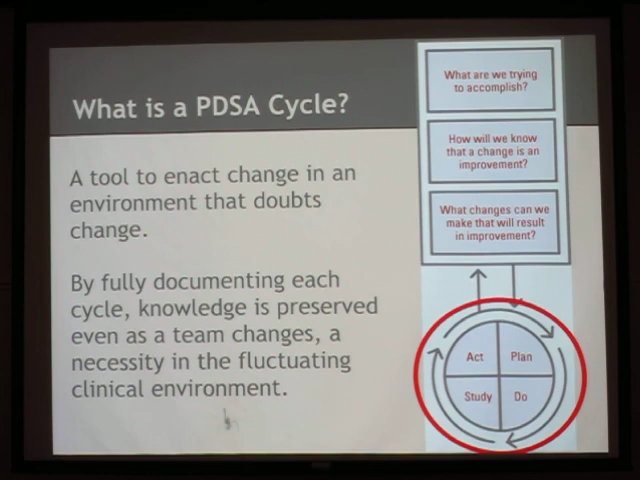 What is a PDSA Cycle?
A tool to enact change in an
environment that doubts
change.
By fully documenting each
cycle, knowledge is preserved
even as a team changes, a
necessity in the fluctuating
clinical environment.
What are we trying
to accomplish?
How will we know
that a change is an
improvement?
What changes can we
make that will result
in improvement?
Act
Plan
Study
Do